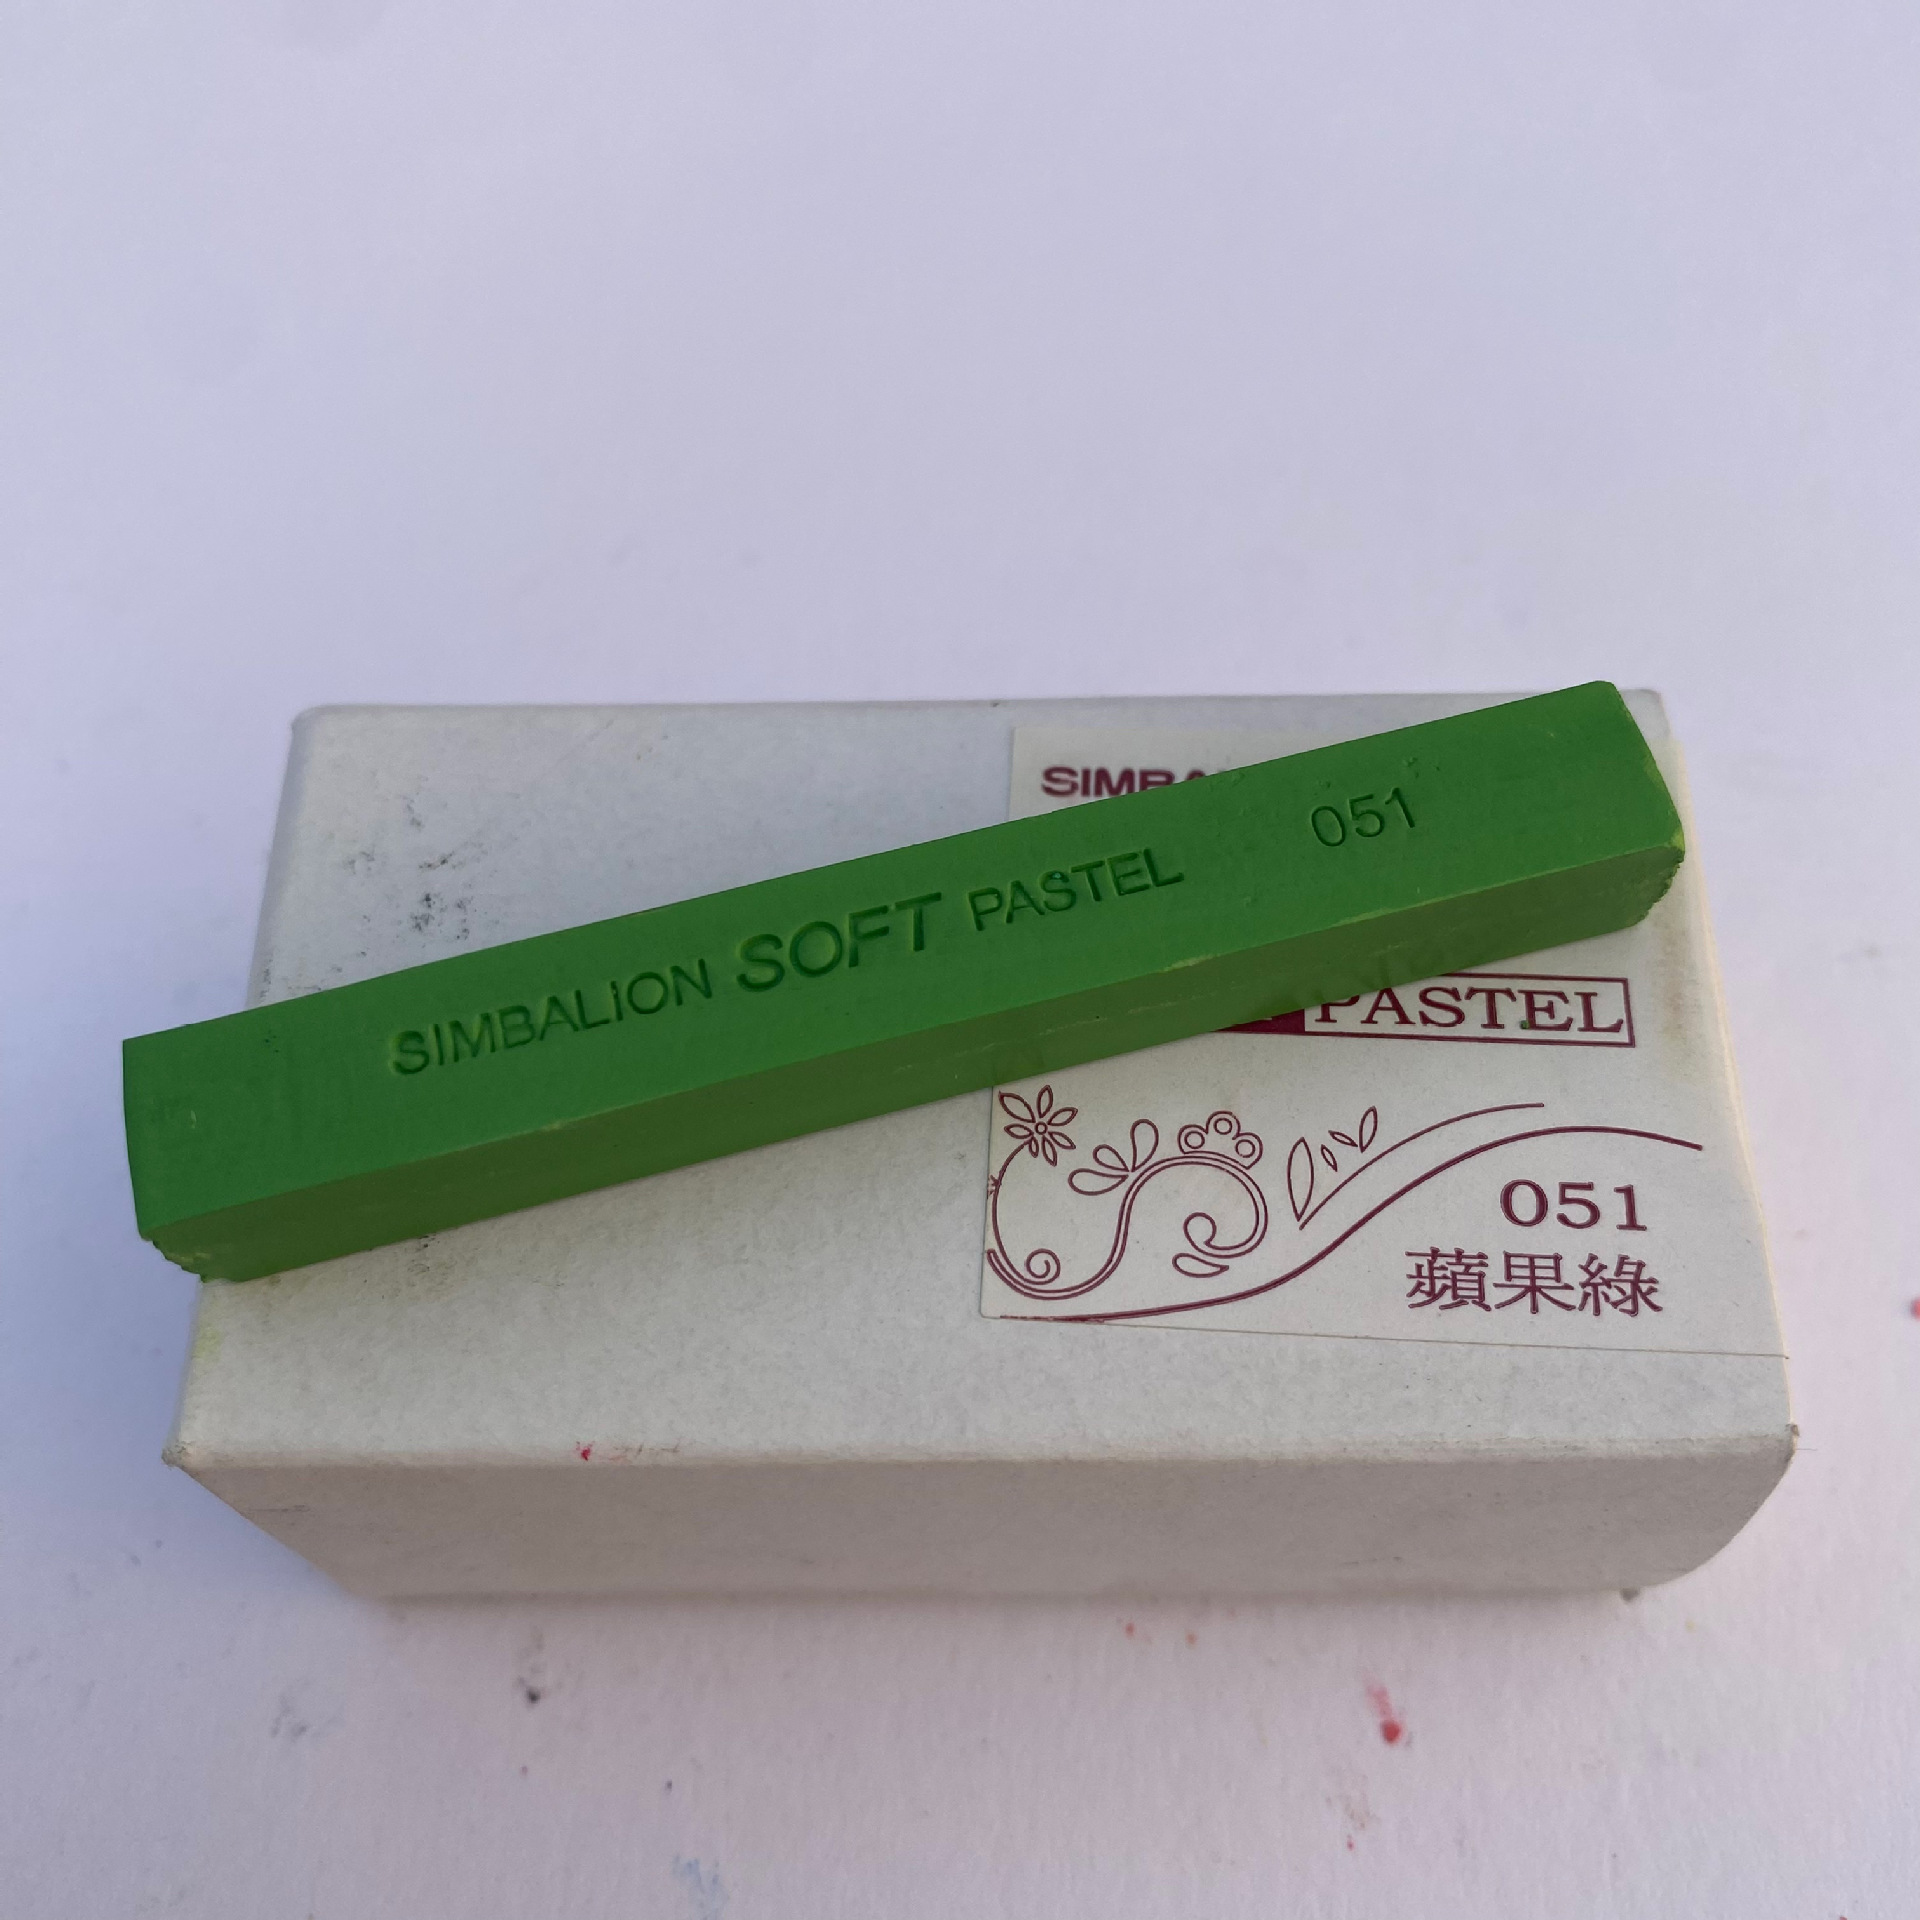 SIMBALION SOFT PASTEL 051
PASTEL
051
蘋果綠